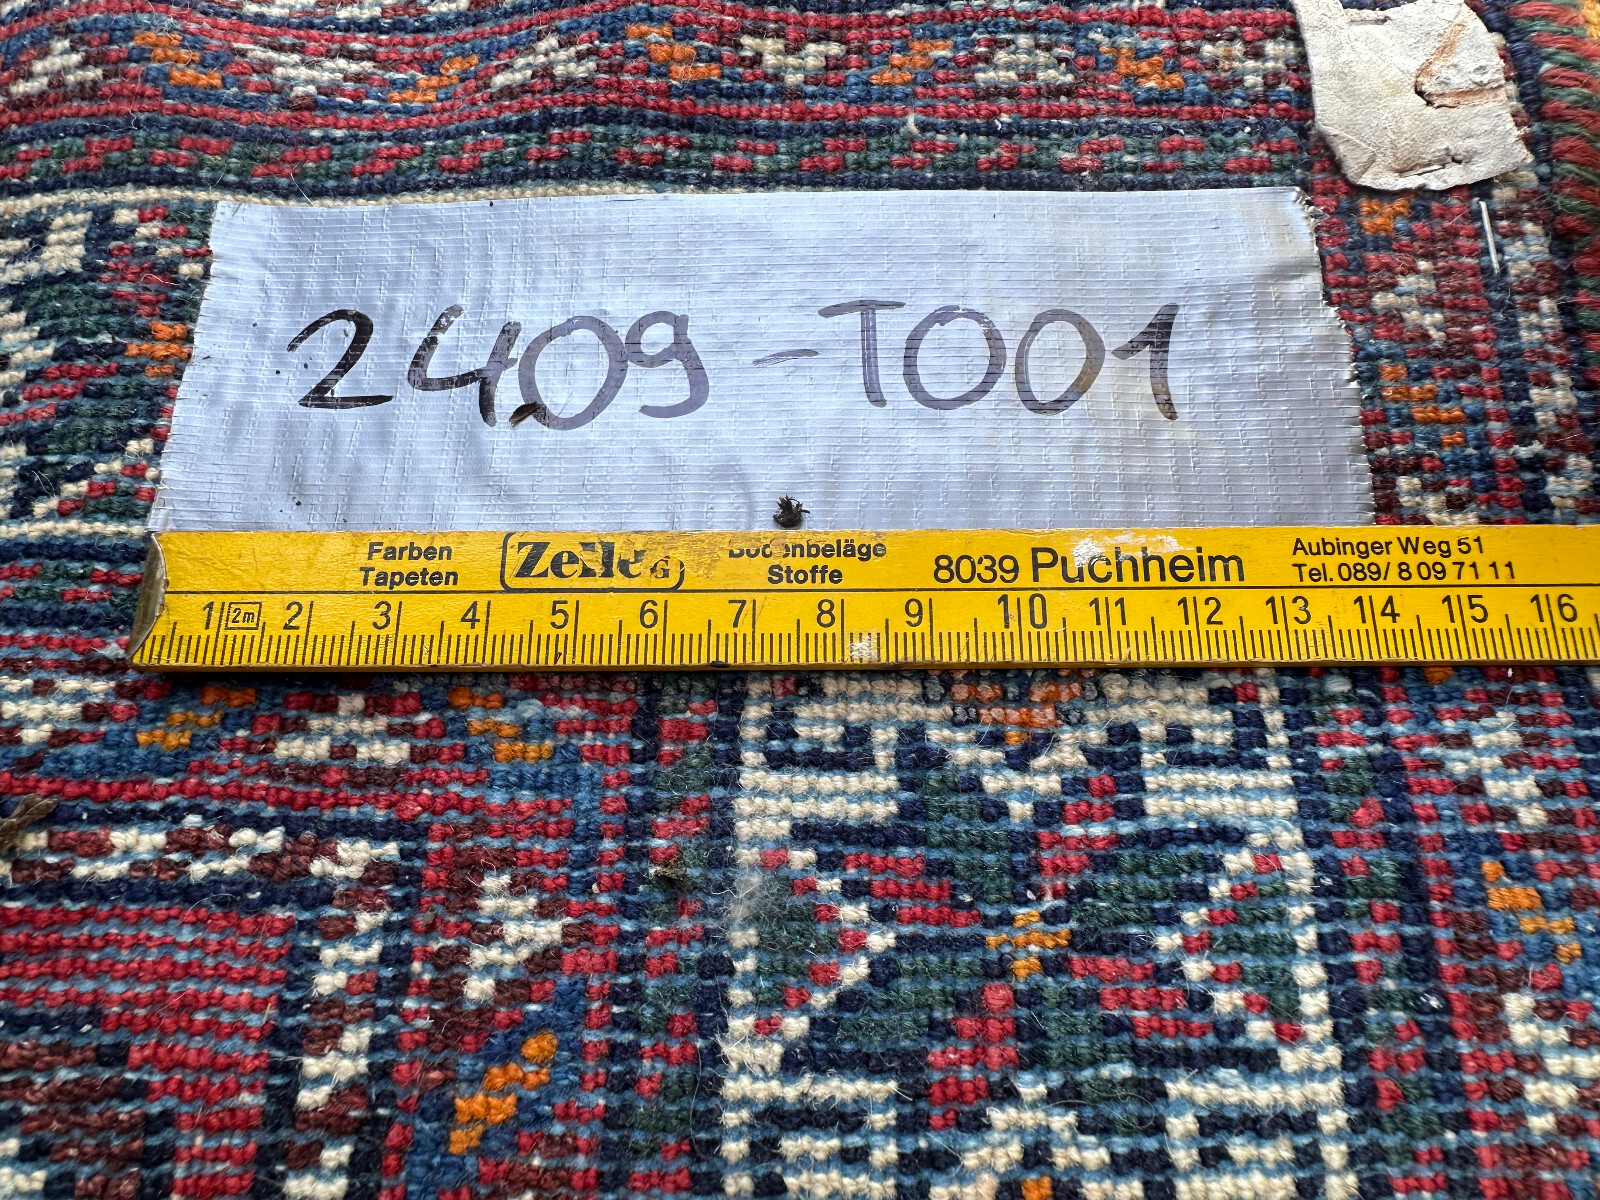 2409-T001
Farben
Tapeten
Bodenbeläge
Stoffe
8039 Puchheim
Aubinger Weg 51
Tel. 089/ 8 09 71 11
1 2m 2 3 4 5 6 7 8 9 10 11 12 13 14 15 16